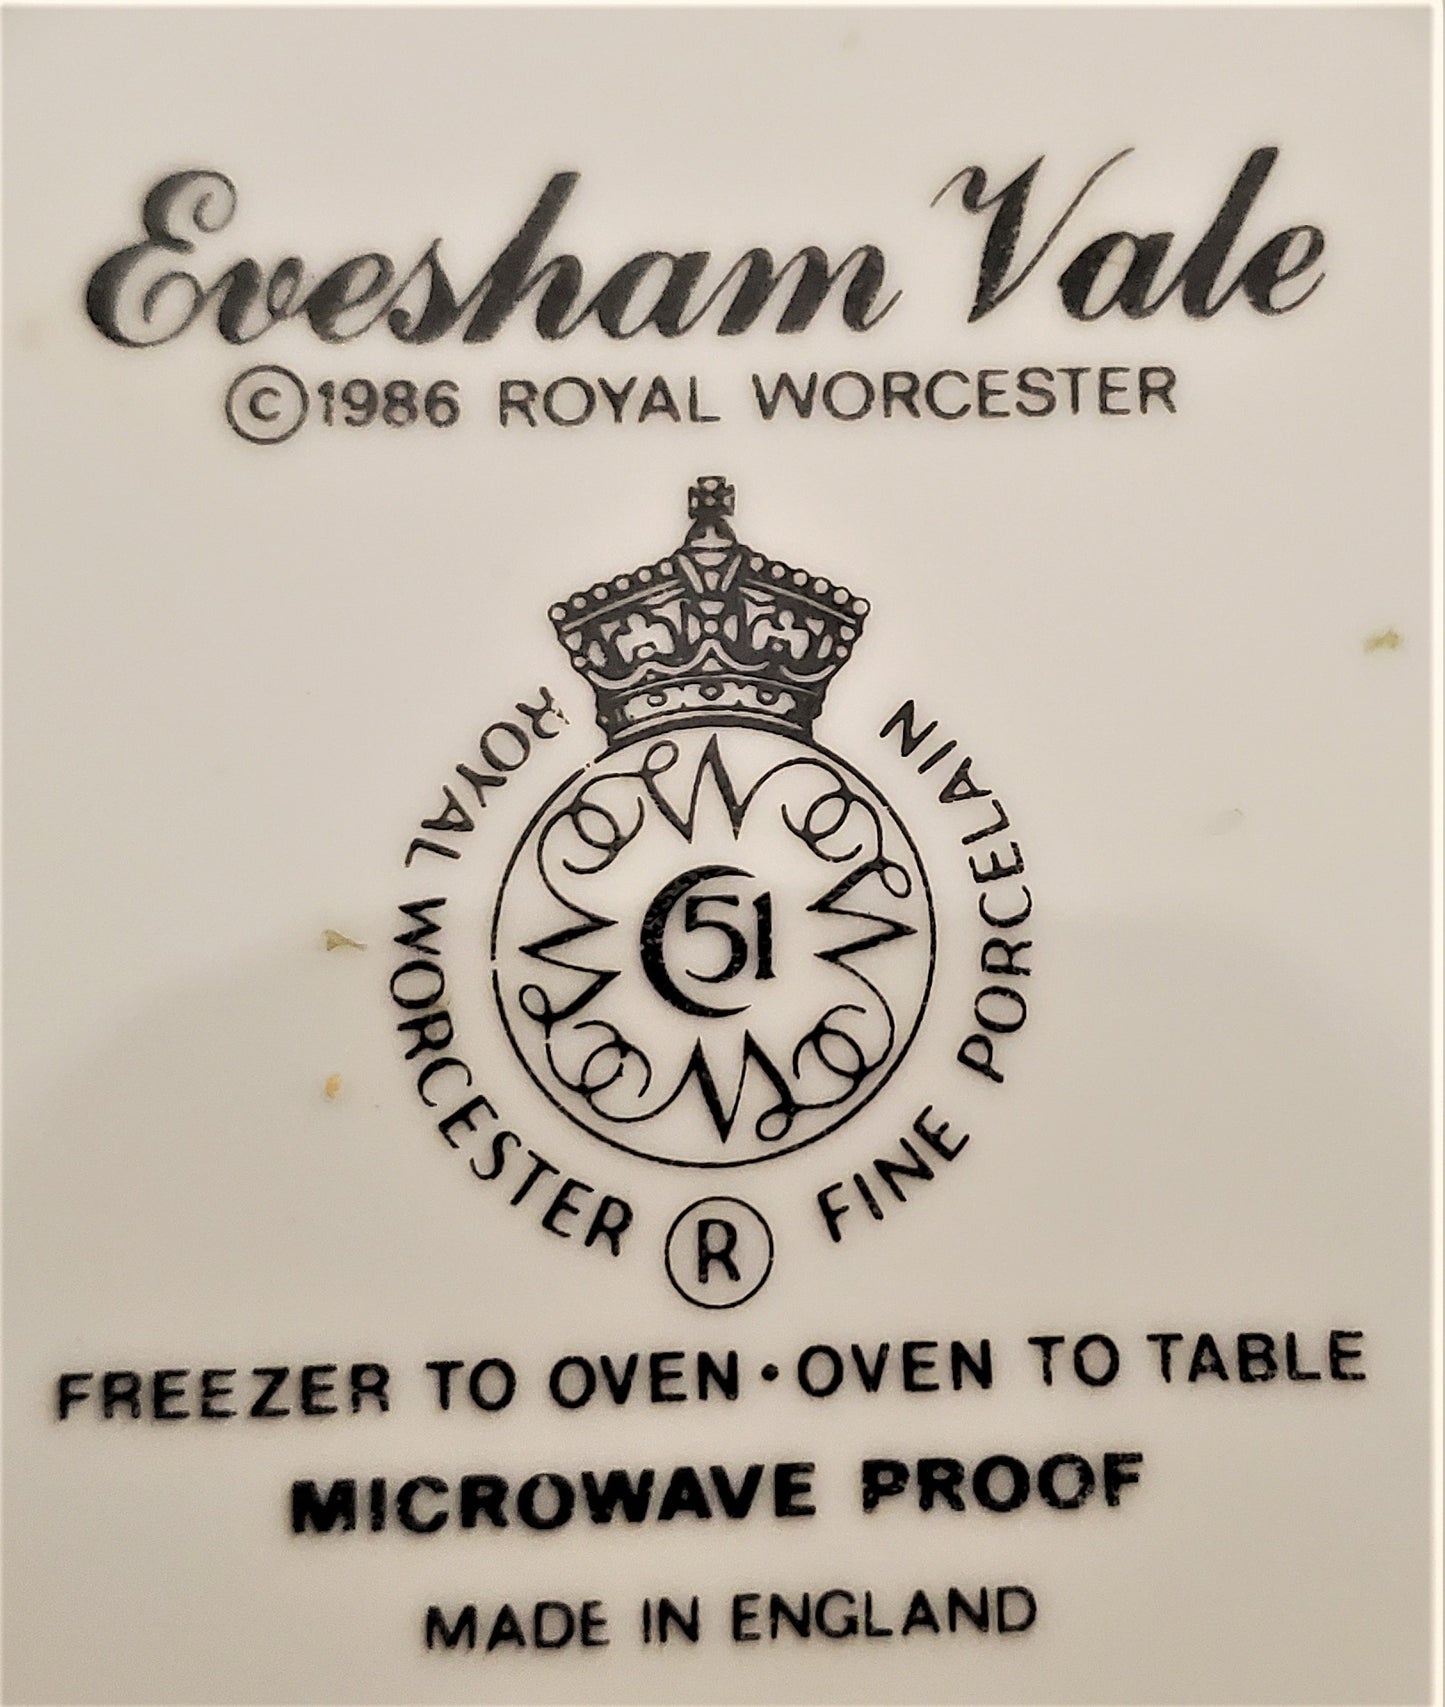 Evesham Vale
©1986 ROYAL WORCESTER
ROYAL WORCESTER ® FINE PORCELAIN
W W W W
51
FREEZER TO OVEN • OVEN TO TABLE
MICROWAVE PROOF
MADE IN ENGLAND